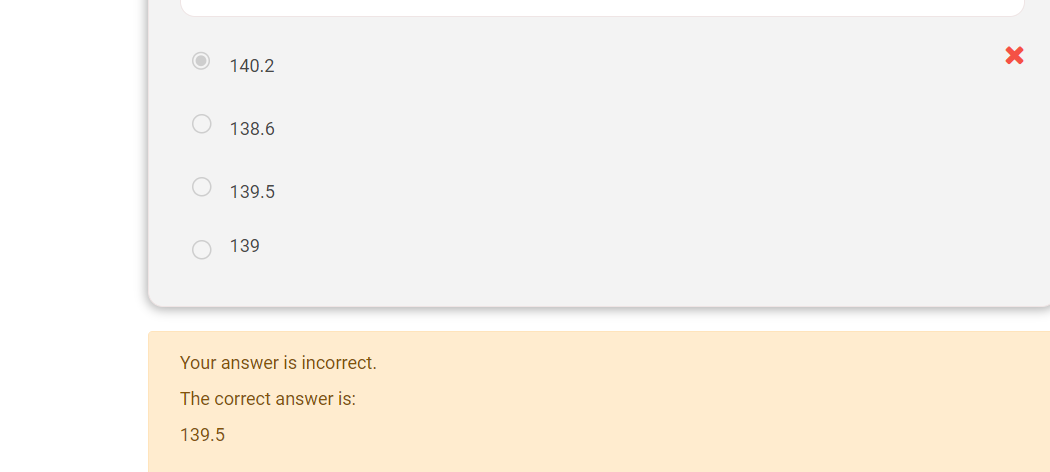 140.2
138.6
139.5
139
Your answer is incorrect.
The correct answer is:
139.5